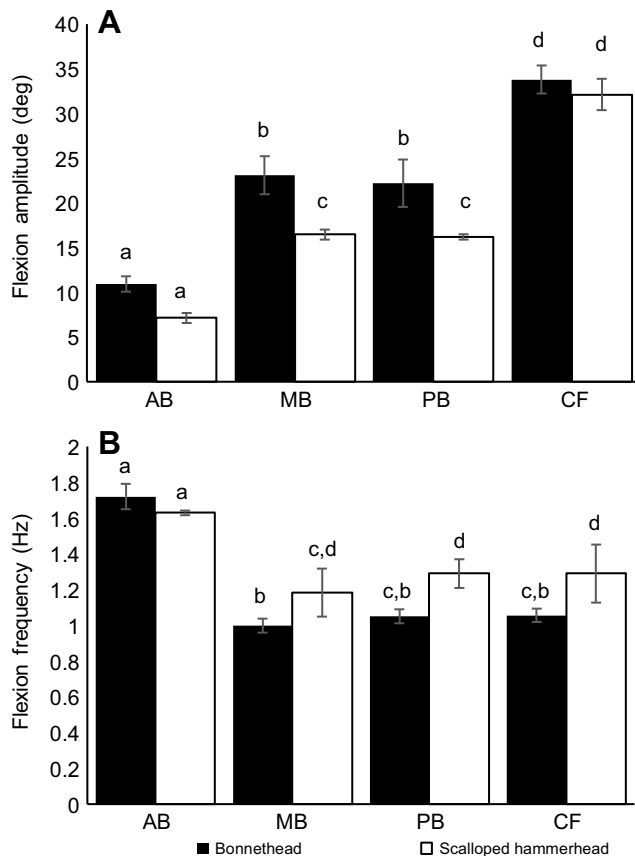 A
40
35
30
25
20
15
10
5
0
Flexion amplitude (deg)
a
a
b
c
b
c
d
d
AB MB PB CF
B
2
1.8
1.6
1.4
1.2
1
0.8
0.6
0.4
0.2
0
Flexion frequency (Hz)
a
a
b
c,d
c,b
d
c,b
d
AB MB PB CF
Bonnethead Scalloped hammerhead